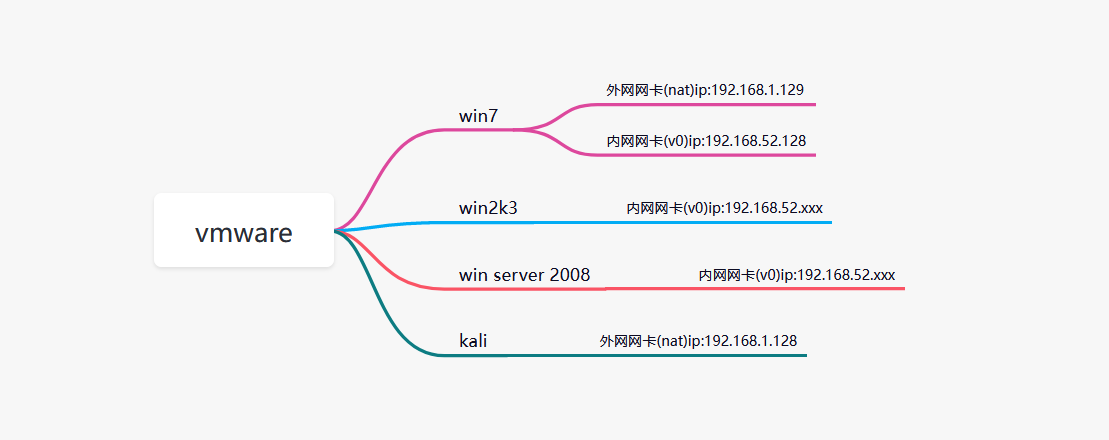 vmware
win7
外网网卡(nat)ip:192.168.1.129
内网网卡(v0)ip:192.168.52.128
win2k3
内网网卡(v0)ip:192.168.52.xxx
win server 2008
内网网卡(v0)ip:192.168.52.xxx
kali
外网网卡(nat)ip:192.168.1.128